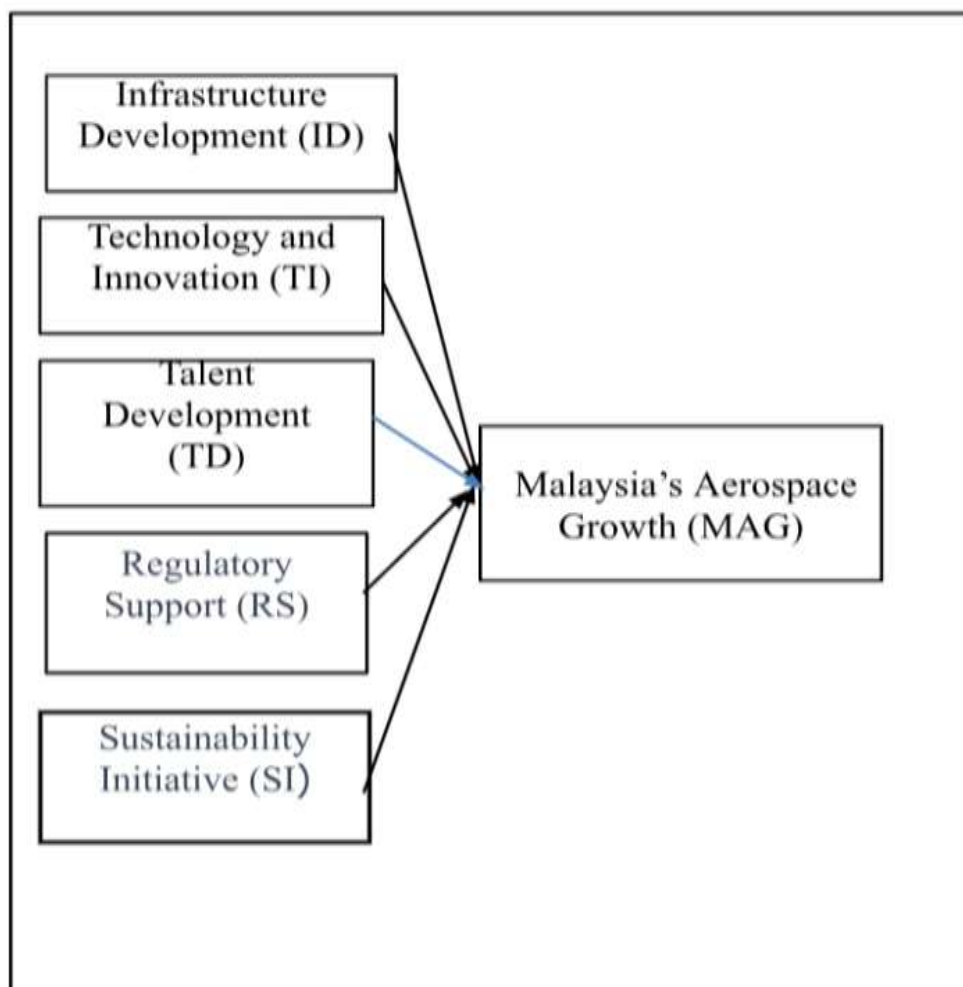 Infrastructure
Development (ID)
Technology and
Innovation (TI)
Talent
Development
(TD)
Regulatory
Support (RS)
Sustainability
Initiative (SI)
Malaysia’s Aerospace
Growth (MAG)